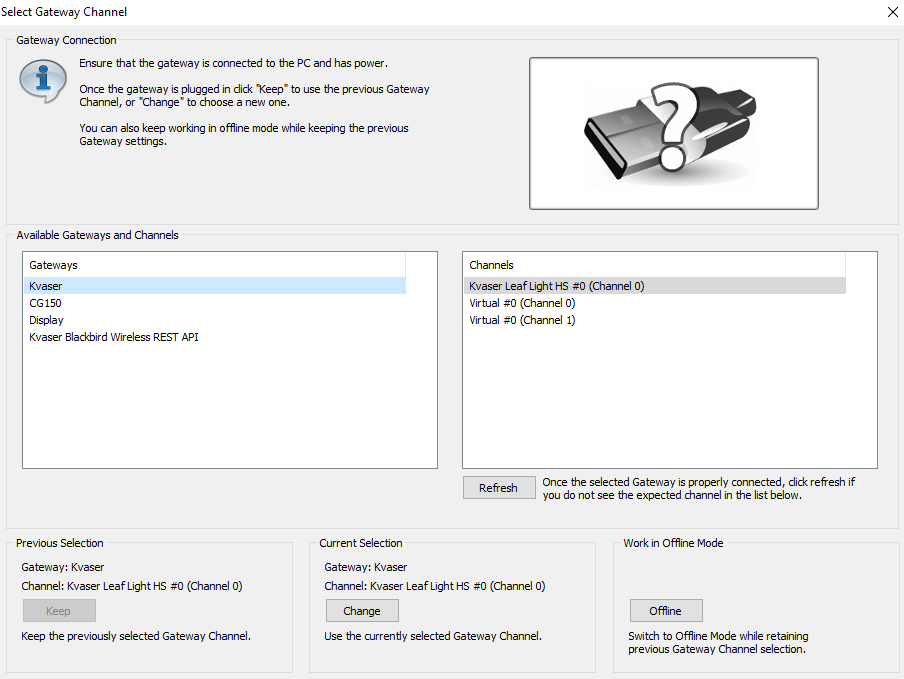 Select Gateway Channel
Gateway Connection
Ensure that the gateway is connected to the PC and has power.
Once the gateway is plugged in click "Keep" to use the previous Gateway
Channel, or "Change" to choose a new one.
You can also keep working in offline mode while keeping the previous
Gateway settings.
?
Available Gateways and Channels
Gateways
Kvaser
CG150
Display
Kvaser Blackbird Wireless REST API
Channels
Kvaser Leaf Light HS #0 (Channel 0)
Virtual #0 (Channel 0)
Virtual #0 (Channel 1)
Refresh
Once the selected Gateway is properly connected, click refresh if
you do not see the expected channel in the list below.
Previous Selection
Gateway: Kvaser
Channel: Kvaser Leaf Light HS #0 (Channel 0)
Keep
Keep the previously selected Gateway Channel.
Current Selection
Gateway: Kvaser
Channel: Kvaser Leaf Light HS #0 (Channel 0)
Change
Use the currently selected Gateway Channel.
Work in Offline Mode
Offline
Switch to Offline Mode while retaining
previous Gateway Channel selection.